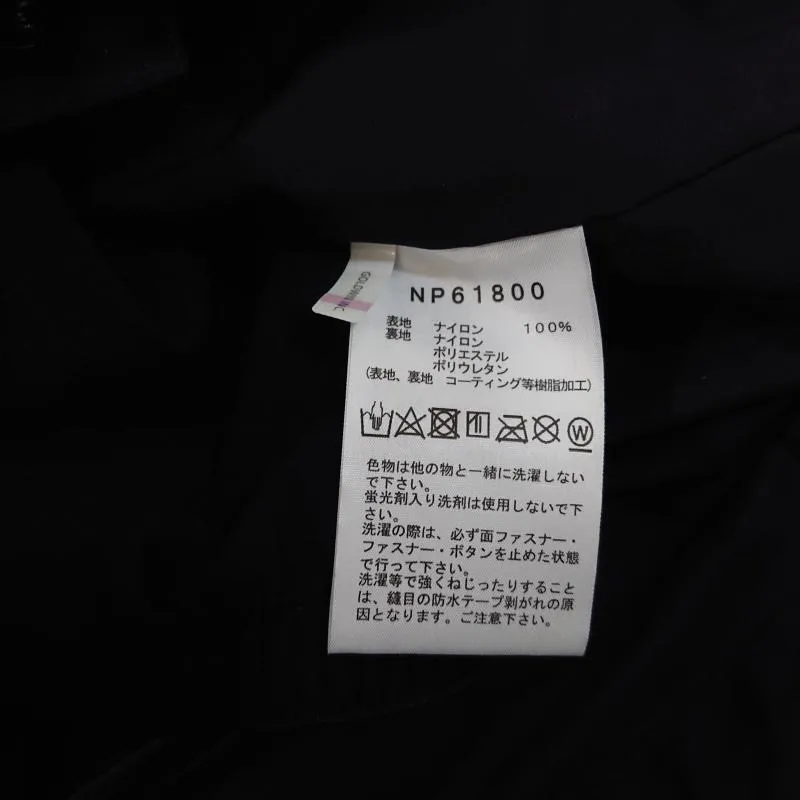 GOLDWIN INC
NP61800
表地 ナイロン 100%
裏地 ナイロン
ポリエステル
ポリウレタン
(表地、裏地 コーティング等樹脂加工)
W
色物は他の物と一緒に洗濯しない
で下さい。
蛍光剤入り洗剤は使用しないで下
さい。
洗濯の際は、必ず面ファスナー・
ファスナー・ボタンを止めた状態
で行って下さい。
洗濯等で強くねじったりすること
は、縫目の防水テープ剥がれの原
因となります。ご注意下さい。